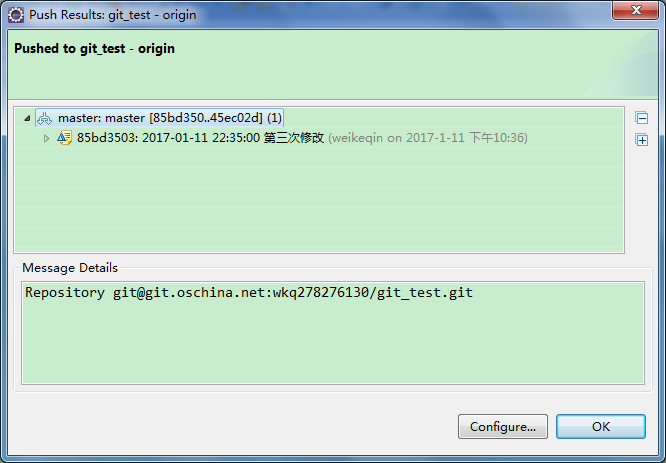 Push Results: git_test - origin
Pushed to git_test - origin
master: master [85bd350..45ec02d] (1)
85bd3503: 2017-01-11 22:35:00 第三次修改 (weikeqin on 2017-1-11 下午10:36)
Message Details
Repository git@git.oschina.net:wkq278276130/git_test.git
Configure...
OK